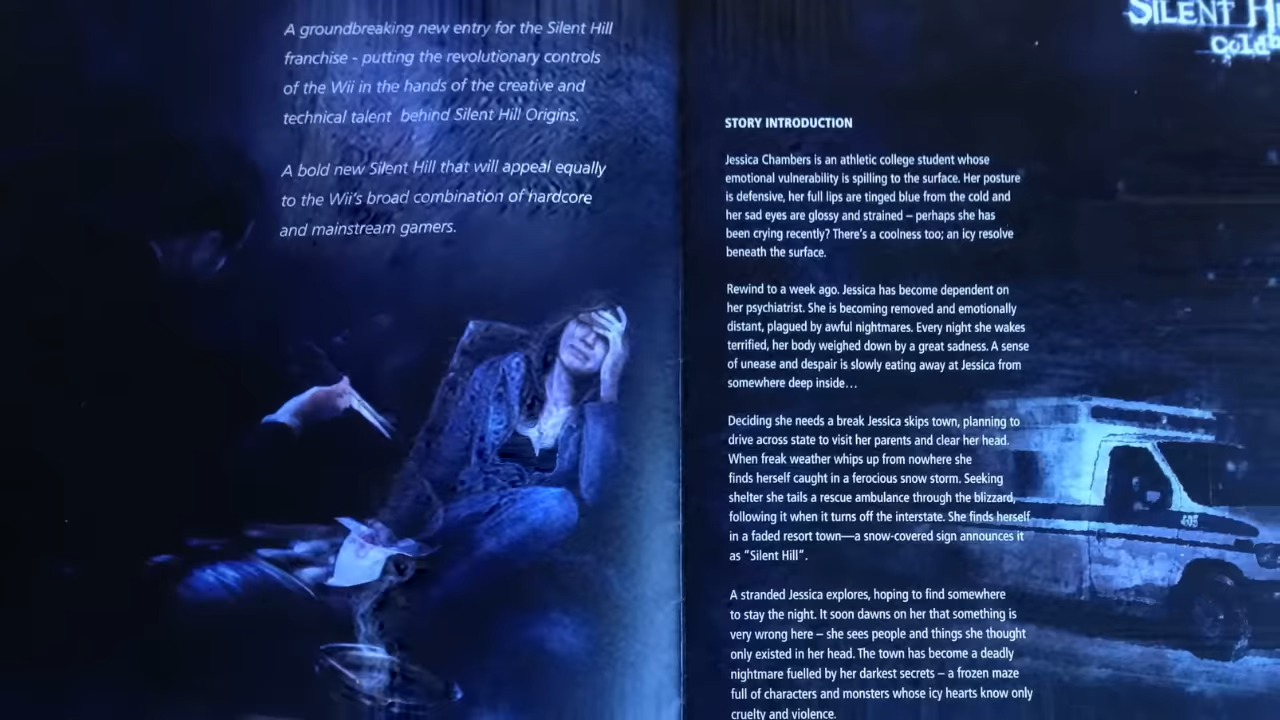 A groundbreaking new entry for the Silent Hill
franchise - putting the revolutionary controls
of the Wii in the hands of the creative and
technical talent behind Silent Hill Origins.
A bold new Silent Hill that will appeal equally
to the Wii's broad combination of hardcore
and mainstream gamers.
SILENT H
Cold
STORY INTRODUCTION
Jessica Chambers is an athletic college student whose
emotional vulnerability is spilling to the surface. Her posture
is defensive, her full lips are tinged blue from the cold and
her sad eyes are glossy and strained – perhaps she has
been crying recently? There's a coolness too; an icy resolve
beneath the surface.
Rewind to a week ago. Jessica has become dependent on
her psychiatrist. She is becoming removed and emotionally
distant, plagued by awful nightmares. Every night she wakes
terrified, her body weighed down by a great sadness. A sense
of unease and despair is slowly eating away at Jessica from
somewhere deep inside...
Deciding she needs a break Jessica skips town, planning to
drive across state to visit her parents and clear her head.
When freak weather whips up from nowhere she
finds herself caught in a ferocious snow storm. Seeking
shelter she tails a rescue ambulance through the blizzard,
following it when it turns off the interstate. She finds herself
in a faded resort town—a snow-covered sign announces it
as “Silent Hill”.
A stranded Jessica explores, hoping to find somewhere
to stay the night. It soon dawns on her that something is
very wrong here – she sees people and things she thought
only existed in her head. The town has become a deadly
nightmare fuelled by her darkest secrets – a frozen maze
full of characters and monsters whose icy hearts know only
cruelty and violence.
405